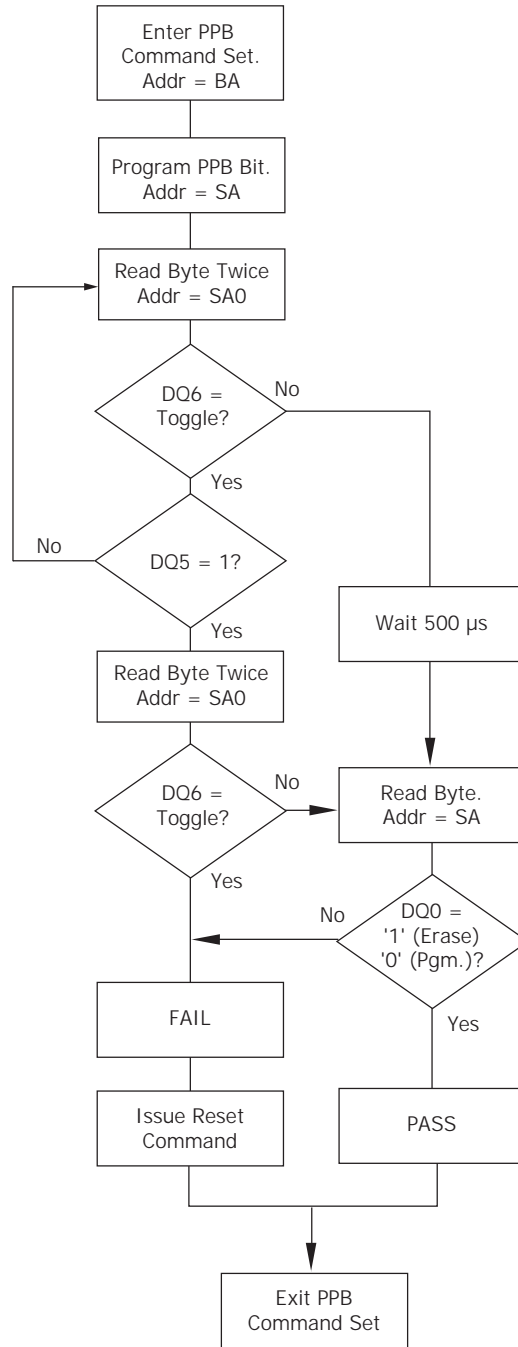 Enter PPB
Command Set.
Addr = BA
Program PPB Bit.
Addr = SA
Read Byte Twice
Addr = SA0
DQ6 =
Toggle?
No
Yes
No
DQ5 = 1?
Yes
Wait 500 µs
Read Byte Twice
Addr = SA0
DQ6 =
Toggle?
No
Yes
Read Byte.
Addr = SA
No
DQ0 =
'1' (Erase)
'0' (Pgm.)?
Yes
FAIL
Issue Reset
Command
PASS
Exit PPB
Command Set